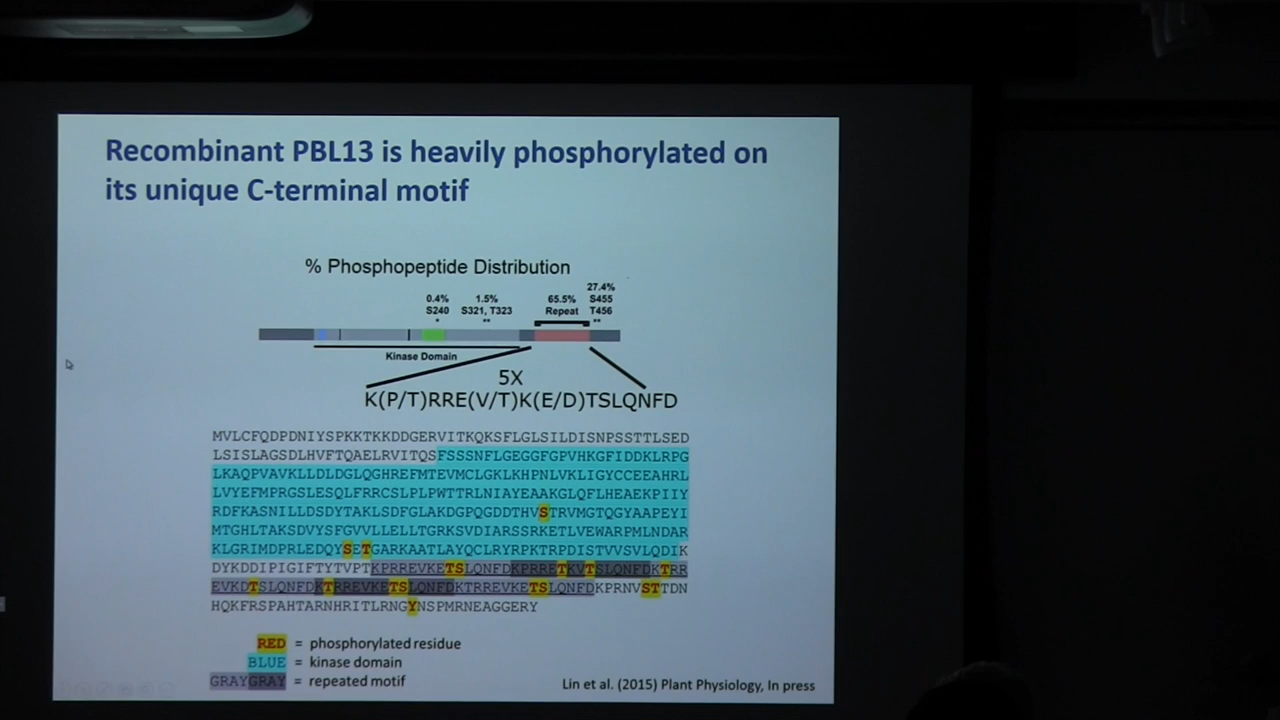 Recombinant PBL13 is heavily phosphorylated on
its unique C-terminal motif
% Phosphopeptide Distribution
0.4%
S240
*
1.5%
S321, T323
**
65.5%
Repeat
27.4%
S455
T456
**
Kinase Domain
5X
K(P/T)RRE(V/T)K(E/D)TSLQNFD
MVLCFQDPDNIYSPKKTKKDDGERVITKQKSFLGLSILDISNPSSTTLSED
LSISLAGSDLHVFTQAELRVITQSFSSSNFLGEGGFGPVHKGFIDDKLRPG
LKAQPVAVKLLDLDGLQGHREFMTEVMCLGKLKHPNLVKLIGYCCEEAHRL
LVYEFMPRGSLESQLFRRCSLPLPWTTRLNIAYEAAKGLQFLHEAEKPIIY
RDFKASNILLDSDYTAKLSDFGLAKDGPQGDDTHVSTRVMGTQGYAAPEYI
MTGHLTAKSDVYSFGVVLLELLTGRKSVDIARSSRKETLVEWARPMLNDAR
KLGRIMDPRLEDQYSETGARKAATLAYQCLRYRPKTRPDISTVVSVLQDIK
DYKDDIPIGIFTYTVPTKPRREVKETSLQNFDKPRRETKVTSLQNFDKTRR
EVKDTSLQNFDKTRREVKETSLQNFDKTRREVKETSLQNFDKPRNVSTTDN
HQKFRSPAHTARNHRITLRNGYNSPMRNEAGGERY
RED = phosphorylated residue
BLUE = kinase domain
GRAYGRAY = repeated motif
Lin et al. (2015) Plant Physiology, In press